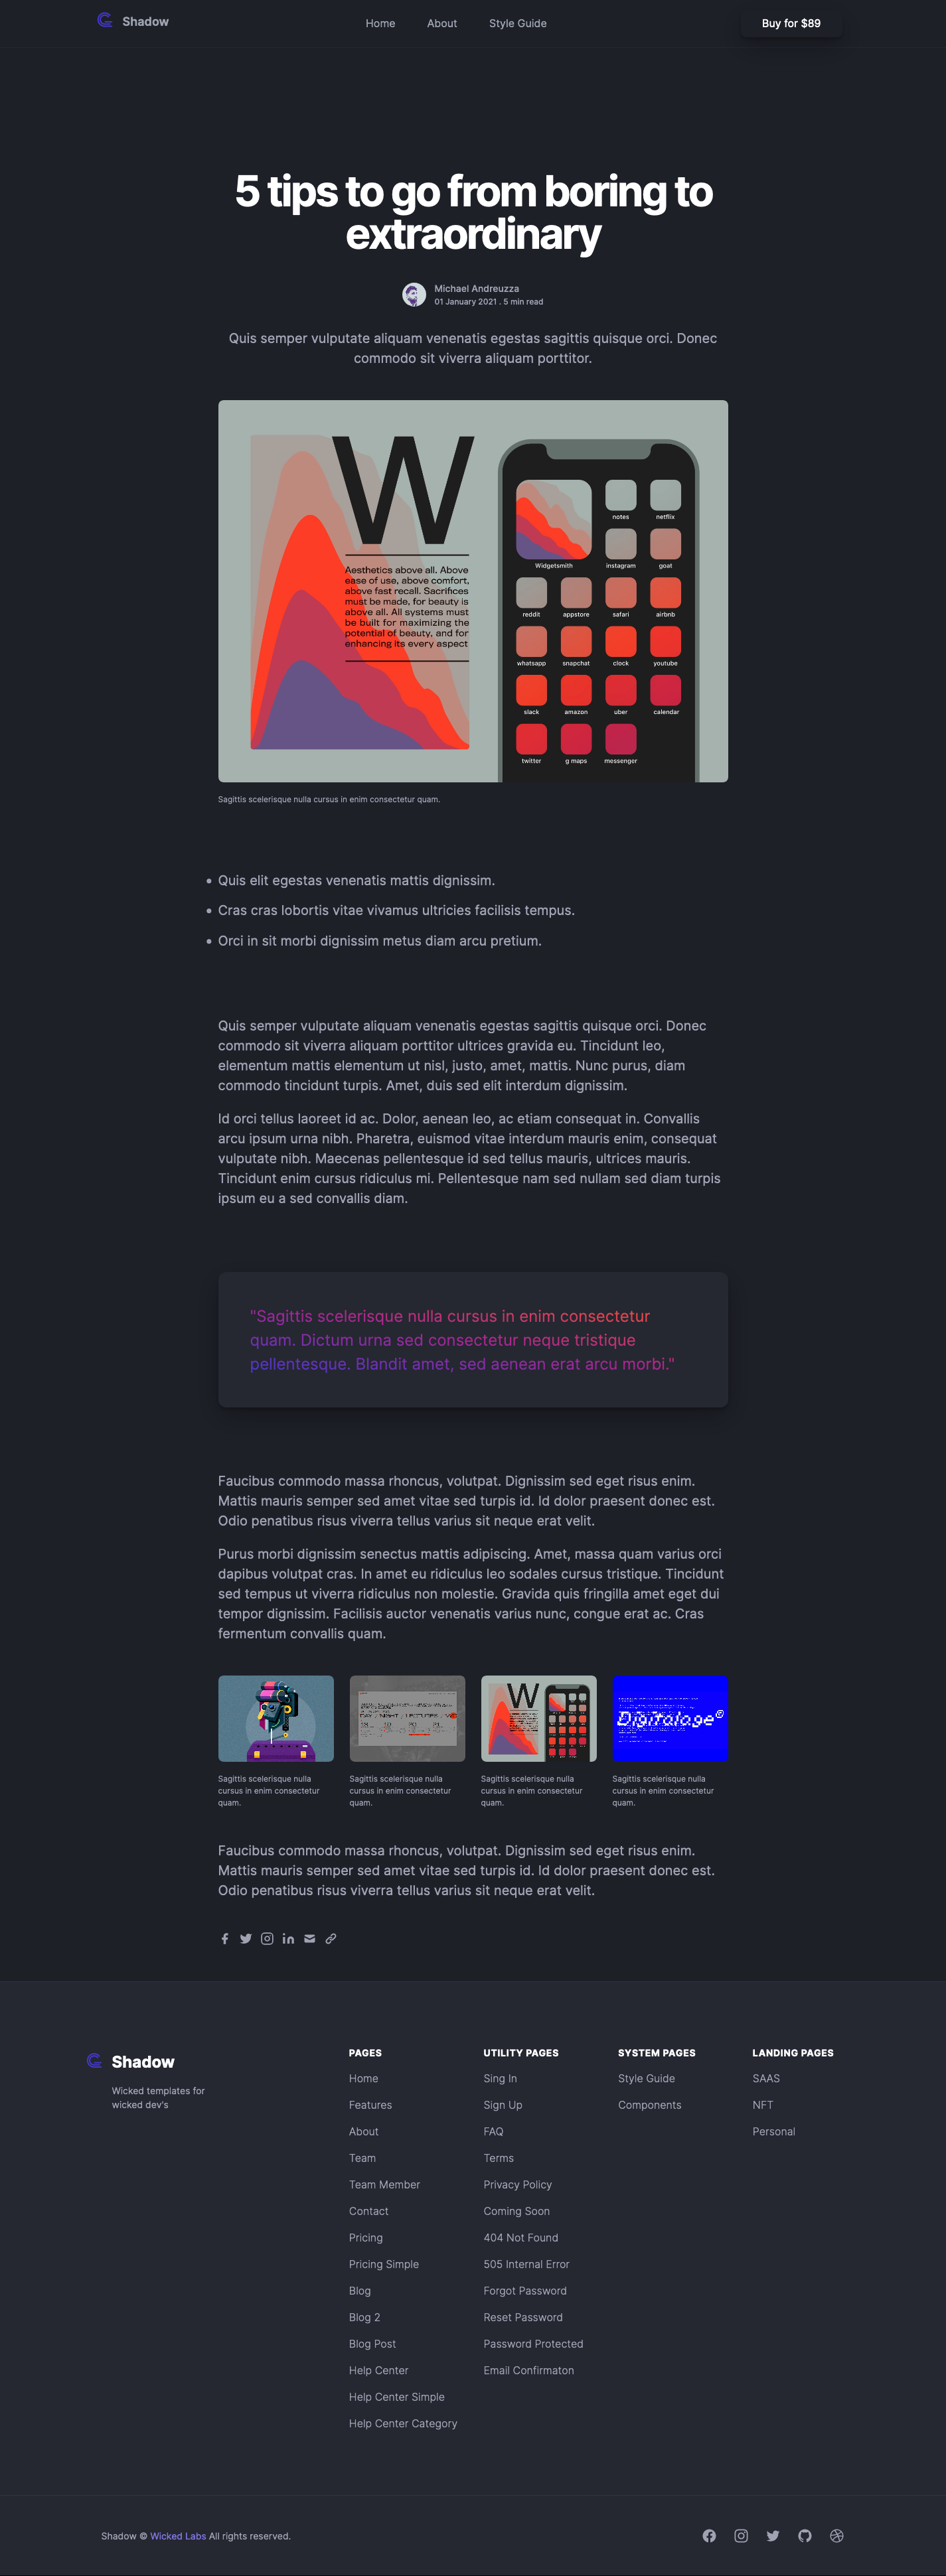 Shadow
Home
About
Style Guide
Buy for $89
5 tips to go from boring to
extraordinary
Michael Andreuzza
01 January 2021 . 5 min read
Quis semper vulputate aliquam venenatis egestas sagittis quisque orci. Donec
commodo sit viverra aliquam porttitor.
W
Aesthetics above all. Above
ease of use, above comfort,
above fast recall. Sacrifices
must be made, for beauty is
above all. All systems must
be built for maximizing the
potential of beauty, and for
enhancing its every aspect
notes
netflix
Widgetsmith
instagram
goat
reddit
appstore
safari
airbnb
whatsapp
snapchat
clock
youtube
slack
amazon
uber
calendar
twitter
g maps
messenger
Sagittis scelerisque nulla cursus in enim consectetur quam.
Quis elit egestas venenatis mattis dignissim.
Cras cras lobortis vitae vivamus ultricies facilisis tempus.
Orci in sit morbi dignissim metus diam arcu pretium.
Quis semper vulputate aliquam venenatis egestas sagittis quisque orci. Donec
commodo sit viverra aliquam porttitor ultrices gravida eu. Tincidunt leo,
elementum mattis elementum ut nisl, justo, amet, mattis. Nunc purus, diam
commodo tincidunt turpis. Amet, duis sed elit interdum dignissim.
Id orci tellus laoreet id ac. Dolor, aenean leo, ac etiam consequat in. Convallis
arcu ipsum urna nibh. Pharetra, euismod vitae interdum mauris enim, consequat
vulputate nibh. Maecenas pellentesque id sed tellus mauris, ultrices mauris.
Tincidunt enim cursus ridiculus mi. Pellentesque nam sed nullam sed diam turpis
ipsum eu a sed convallis diam.
"Sagittis scelerisque nulla cursus in enim consectetur
quam. Dictum urna sed consectetur neque tristique
pellentesque. Blandit amet, sed aenean erat arcu morbi."
Faucibus commodo massa rhoncus, volutpat. Dignissim sed eget risus enim.
Mattis mauris semper sed amet vitae sed turpis id. Id dolor praesent donec est.
Odio penatibus risus viverra tellus varius sit neque erat velit.
Purus morbi dignissim senectus mattis adipiscing. Amet, massa quam varius orci
dapibus volutpat cras. In amet eu ridiculus leo sodales cursus tristique. Tincidunt
sed tempus ut viverra ridiculus non molestie. Gravida quis fringilla amet eget dui
tempor dignissim. Facilisis auctor venenatis varius nunc, congue erat ac. Cras
fermentum convallis quam.
DAY / NIGHT / LECTURES /
W
Digitalage®
Sagittis scelerisque nulla
cursus in enim consectetur
quam.
Sagittis scelerisque nulla
cursus in enim consectetur
quam.
Sagittis scelerisque nulla
cursus in enim consectetur
quam.
Sagittis scelerisque nulla
cursus in enim consectetur
quam.
Faucibus commodo massa rhoncus, volutpat. Dignissim sed eget risus enim.
Mattis mauris semper sed amet vitae sed turpis id. Id dolor praesent donec est.
Odio penatibus risus viverra tellus varius sit neque erat velit.
Shadow
Wicked templates for
wicked dev's
PAGES
Home
Features
About
Team
Team Member
Contact
Pricing
Pricing Simple
Blog
Blog 2
Blog Post
Help Center
Help Center Simple
Help Center Category
UTILITY PAGES
Sing In
Sign Up
FAQ
Terms
Privacy Policy
Coming Soon
404 Not Found
505 Internal Error
Forgot Password
Reset Password
Password Protected
Email Confirmaton
SYSTEM PAGES
Style Guide
Components
LANDING PAGES
SAAS
NFT
Personal
Shadow © Wicked Labs All rights reserved.